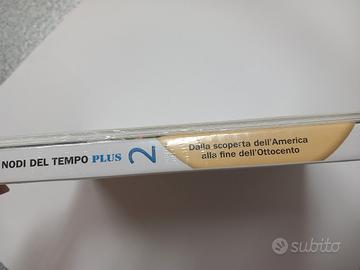 NODI DEL TEMPO PLUS 2
Dalla scoperta dell'America
alla fine dell'Ottocento
subito